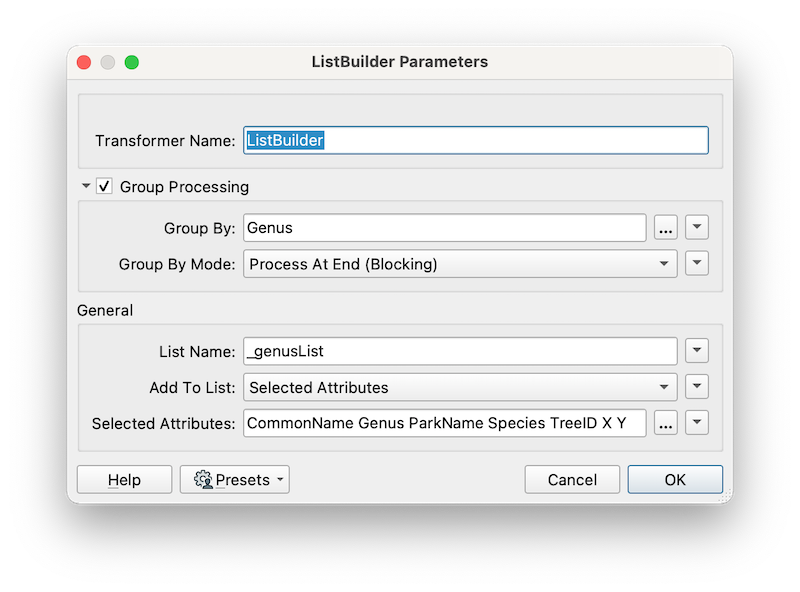 ListBuilder Parameters
Transformer Name: ListBuilder
Group Processing
Group By: Genus ...
Group By Mode: Process At End (Blocking)
General
List Name: _genusList
Add To List: Selected Attributes
Selected Attributes: CommonName Genus ParkName Species TreeID X Y ...
Help Presets Cancel OK